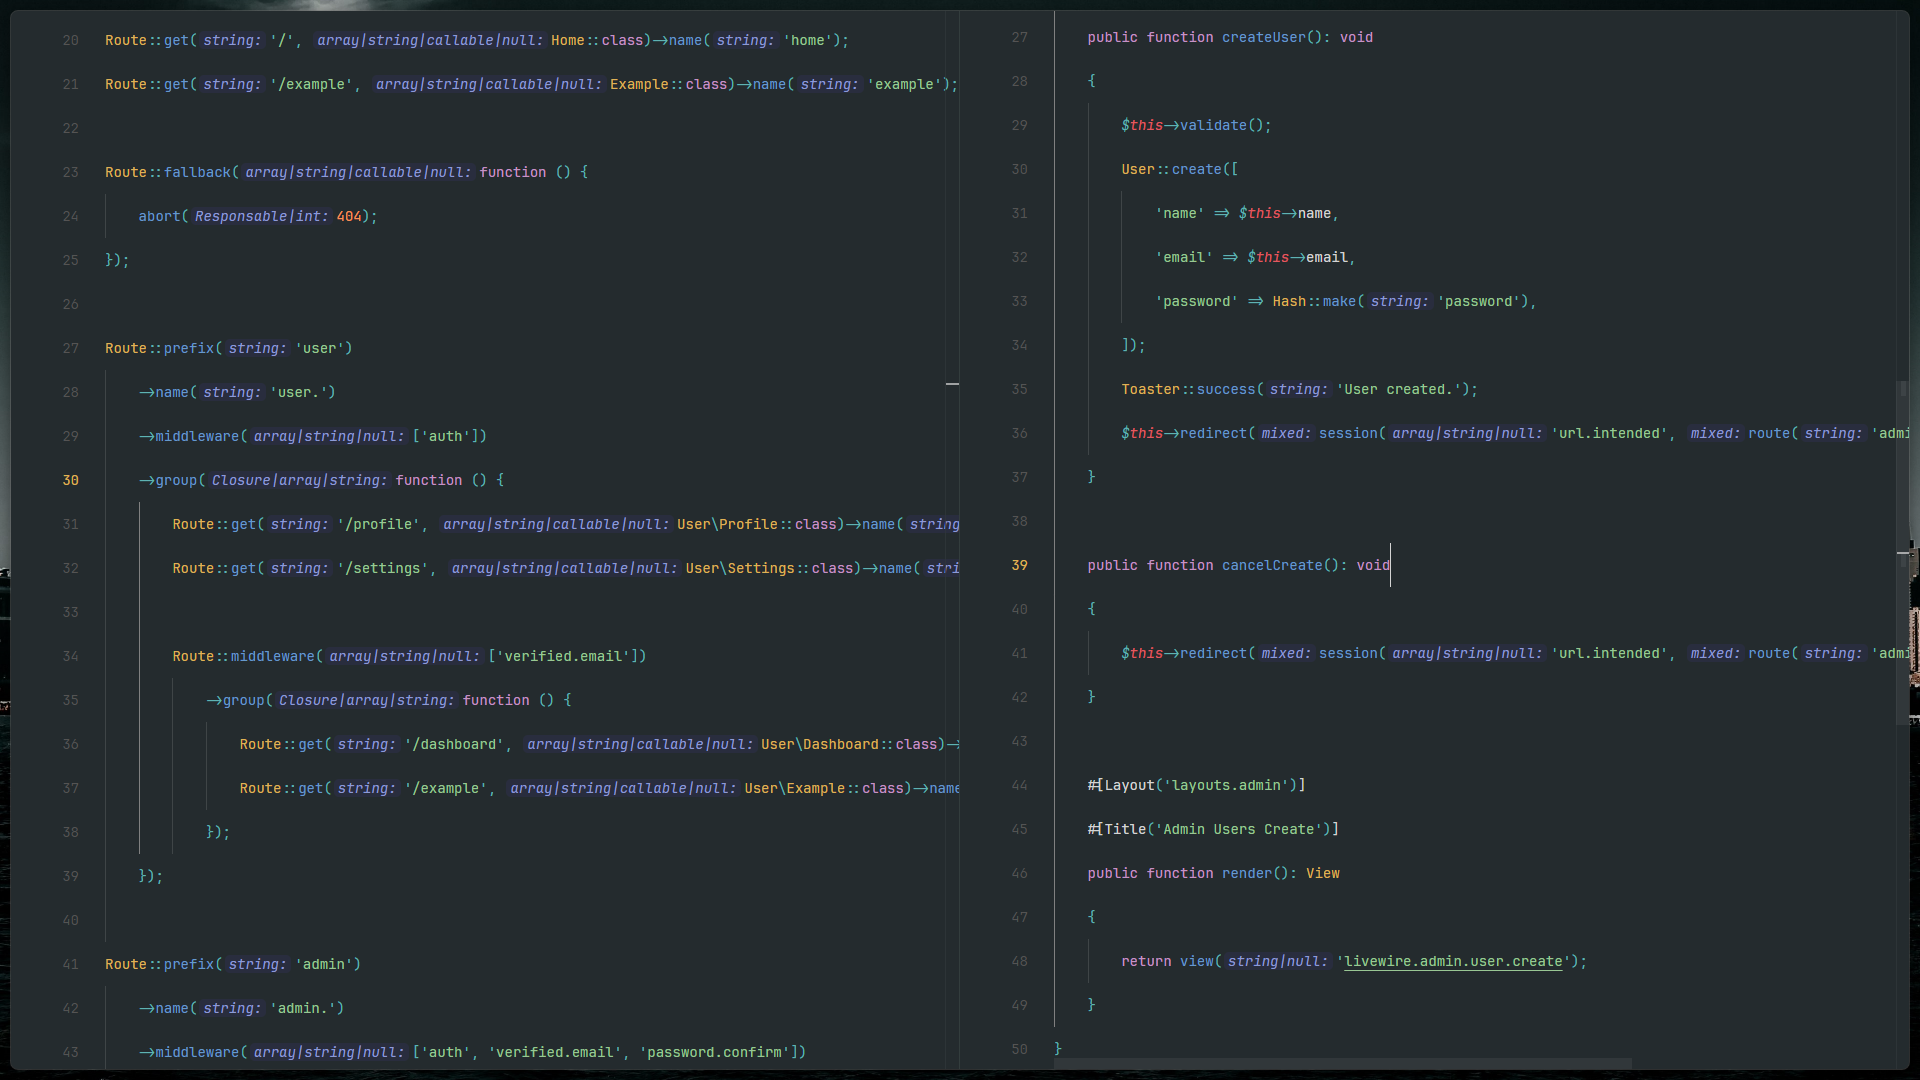 20 Route::get( string: '/', array|string|callable|null: Home::class)->name( string: 'home');
21 Route::get( string: '/example', array|string|callable|null: Example::class)->name( string: 'example');
22
23 Route::fallback( array|string|callable|null: function () {
24 abort( Responsable|int: 404);
25 });
26
27 Route::prefix( string: 'user')
28 ->name( string: 'user.')
29 ->middleware( array|string|null: ['auth'])
30 ->group( Closure|array|string: function () {
31 Route::get( string: '/profile', array|string|callable|null: User\Profile::class)->name( string
32 Route::get( string: '/settings', array|string|callable|null: User\Settings::class)->name( stri
33
34 Route::middleware( array|string|null: ['verified.email'])
35 ->group( Closure|array|string: function () {
36 Route::get( string: '/dashboard', array|string|callable|null: User\Dashboard::class)->
37 Route::get( string: '/example', array|string|callable|null: User\Example::class)->name
38 });
39 });
40
41 Route::prefix( string: 'admin')
42 ->name( string: 'admin.')
43 ->middleware( array|string|null: ['auth', 'verified.email', 'password.confirm'])
27 public function createUser(): void
28 {
29 $this->validate();
30 User::create([
31 'name' => $this->name,
32 'email' => $this->email,
33 'password' => Hash::make( string: 'password'),
34 ]);
35 Toaster::success( string: 'User created.');
36 $this->redirect( mixed: session( array|string|null: 'url.intended', mixed: route( string: 'admi
37 }
38
39 public function cancelCreate(): void
40 {
41 $this->redirect( mixed: session( array|string|null: 'url.intended', mixed: route( string: 'admi
42 }
43
44 #[Layout('layouts.admin')]
45 #[Title('Admin Users Create')]
46 public function render(): View
47 {
48 return view( string|null: 'livewire.admin.user.create');
49 }
50 }